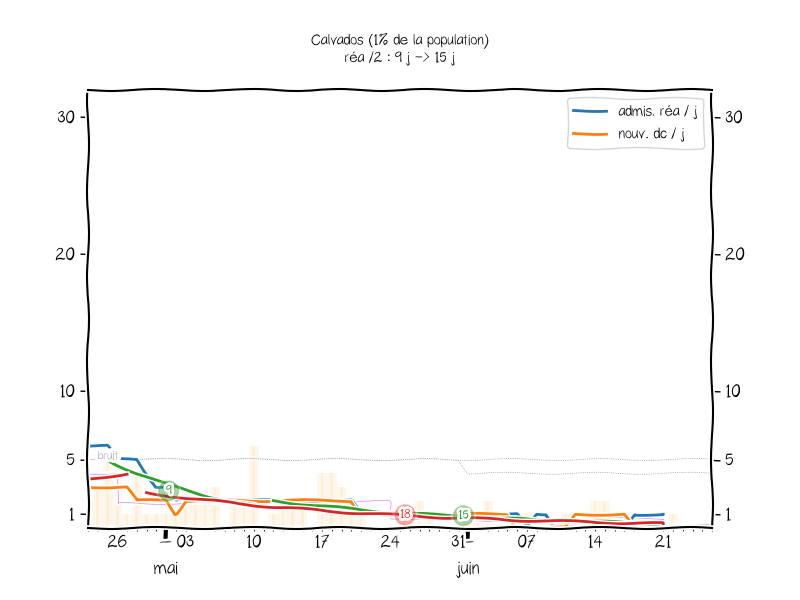 Calvados (1% de la population)
réa /2 : 9 j -> 15 j
admis. réa / j
nouv. dc / j
30 30
20 20
10 10
5 bruit 5
9
1 18 15 1
26 03 10 17 24 31 07 14 21
mai juin